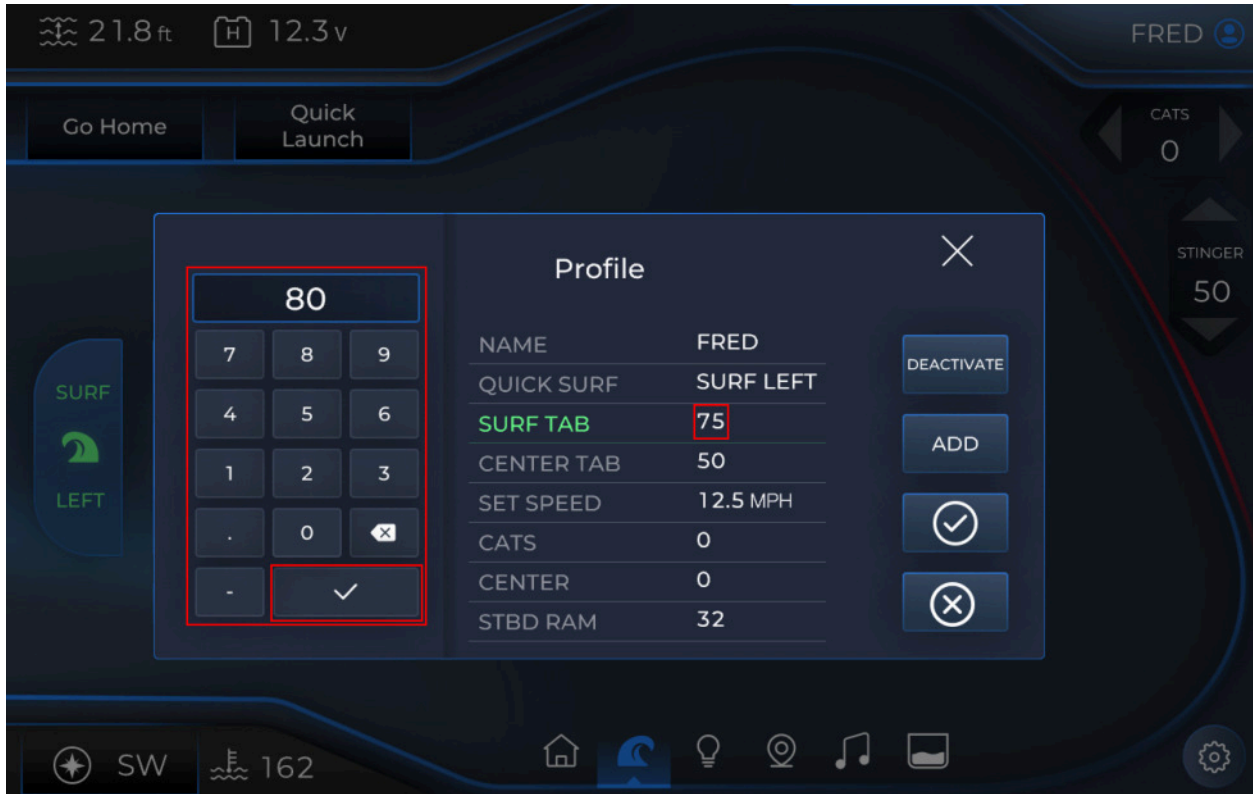 21.8 ft
H 12.3 v
FRED
Go Home
Quick
Launch
CATS
0
STINGER
50
SURF
LEFT
80
7 8 9
4 5 6
1 2 3
. 0
-
Profile
NAME FRED
QUICK SURF SURF LEFT
SURF TAB 75
CENTER TAB 50
SET SPEED 12.5 MPH
CATS 0
CENTER 0
STBD RAM 32
DEACTIVATE
ADD
SW
162